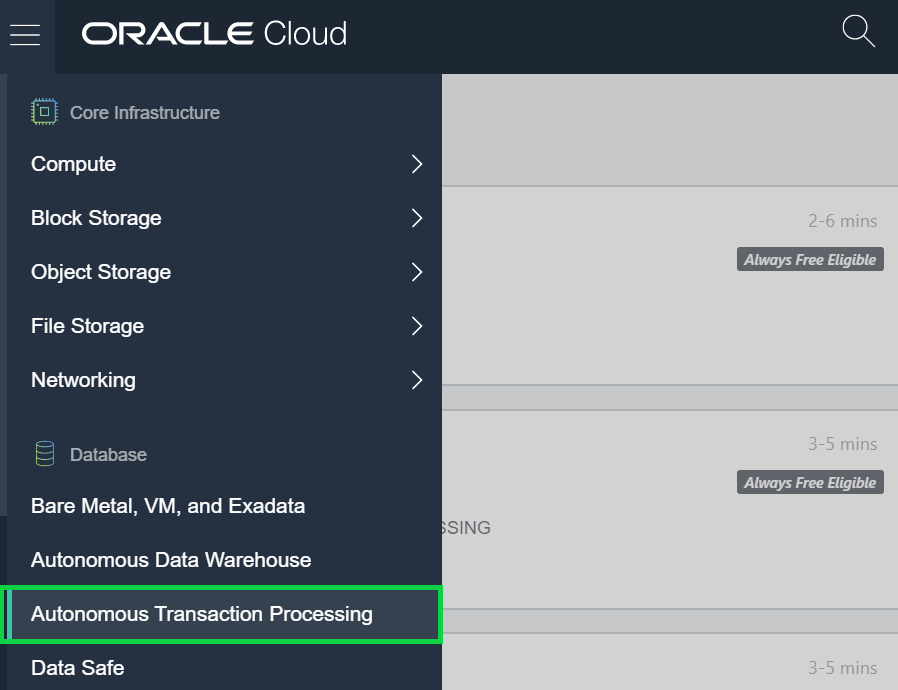 ORACLE Cloud
Core Infrastructure
Compute
Block Storage
Object Storage
File Storage
Networking
Database
Bare Metal, VM, and Exadata
Autonomous Data Warehouse
Autonomous Transaction Processing
Data Safe
2-6 mins
Always Free Eligible
3-5 mins
Always Free Eligible
SSING
3-5 mins